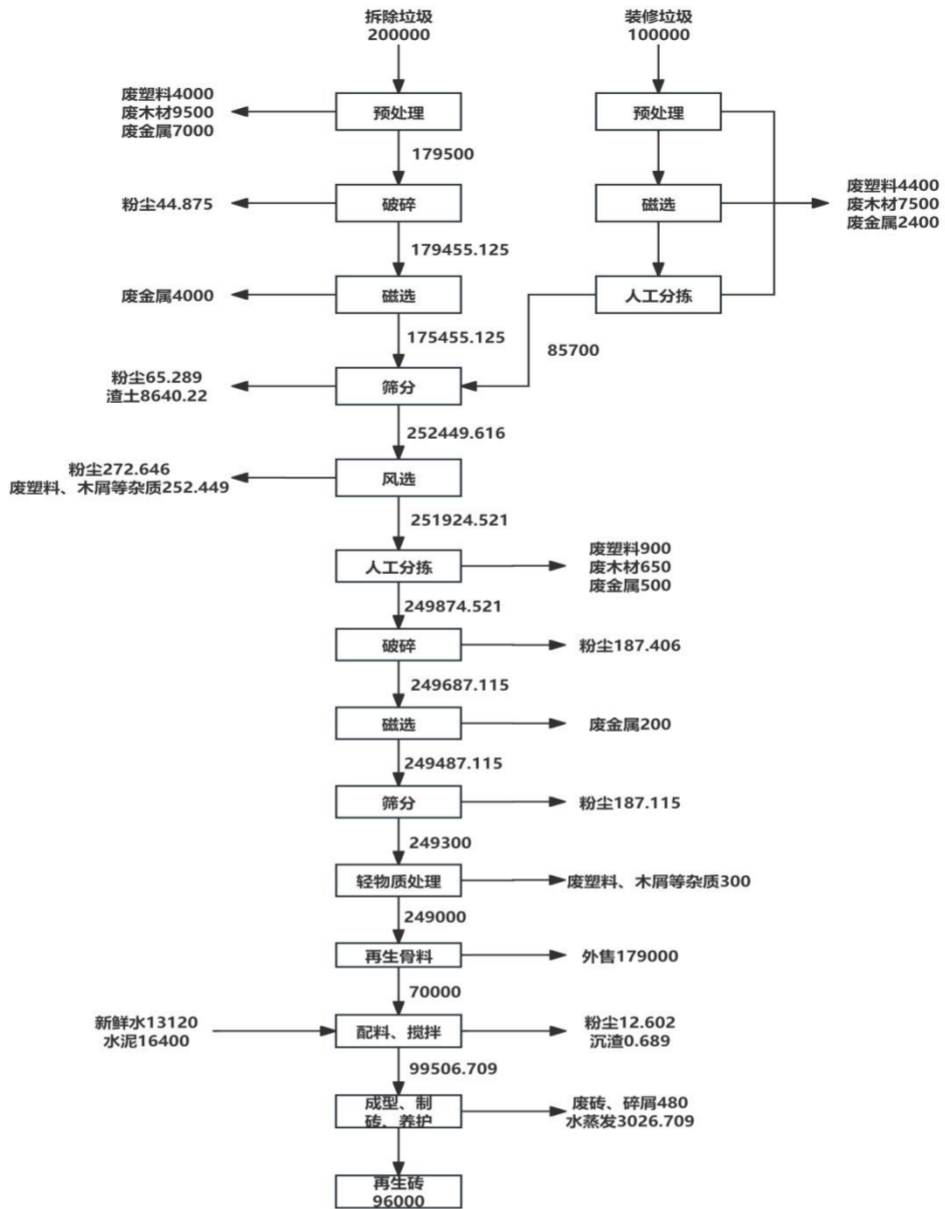 拆除垃圾
200000
装修垃圾
100000
废塑料4000
废木材9500
废金属7000
预处理
预处理
179500
粉尘44.875
破碎
磁选
废塑料4400
废木材7500
废金属2400
179455.125
废金属4000
磁选
人工分拣
175455.125
85700
粉尘65.289
渣土8640.22
筛分
252449.616
粉尘272.646
废塑料、木屑等杂质252.449
风选
251924.521
人工分拣
废塑料900
废木材650
废金属500
249874.521
破碎
粉尘187.406
249687.115
磁选
废金属200
249487.115
筛分
粉尘187.115
249300
轻物质处理
废塑料、木屑等杂质300
249000
再生骨料
外售179000
70000
新鲜水13120
水泥16400
配料、搅拌
粉尘12.602
沉渣0.689
99506.709
成型、制
砖、养护
废砖、碎屑480
水蒸发3026.709
再生砖
96000